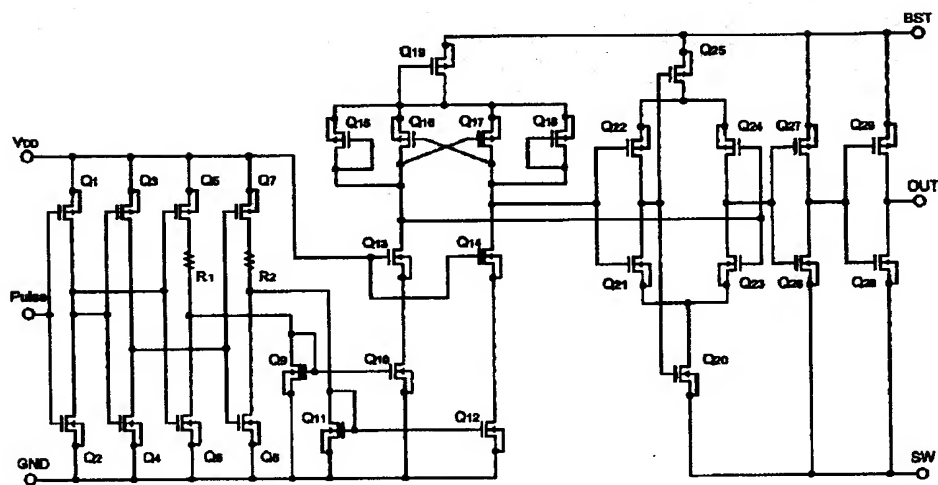 BST
Q19
Q25
Q15
Q16
Q17
Q18
Q22
Q24
Q27
Q29
VDD
Q1
Q3
Q5
Q7
OUT
Q13
Q14
R1
R2
Q21
Q23
Q26
Q28
Pulse
Q9
Q10
Q20
Q11
Q12
GND
Q2
Q4
Q6
Q8
SW